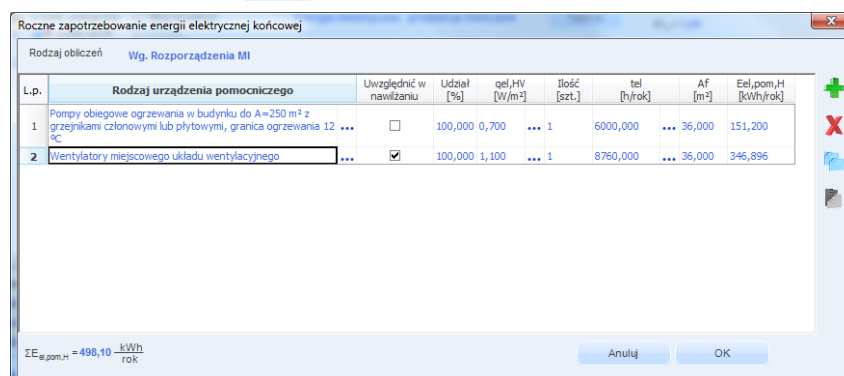 Roczne zapotrzebowanie energii elektrycznej końcowej
Rodzaj obliczeń Wg. Rozporządzenia MI
L.p. Rodzaj urządzenia pomocniczego Uwzględnić w nawilżaniu Udział [%] qel,HV [W/m²] Ilość [szt.] tel [h/rok] Af [m²] Eel,pom,H [kWh/rok]
1 Pompy obiegowe ogrzewania w budynku do A=250 m² z grzejnikami członowymi lub płytowymi, granica ogrzewania 12 ºC ... 100,000 0,700 ... 1 6000,000 ... 36,000 151,200
2 Wentylatory miejscowego układu wentylacyjnego ... 100,000 1,100 ... 1 8760,000 ... 36,000 346,896
ΣEel,pom,H = 498,10 kWh/rok
Anuluj OK